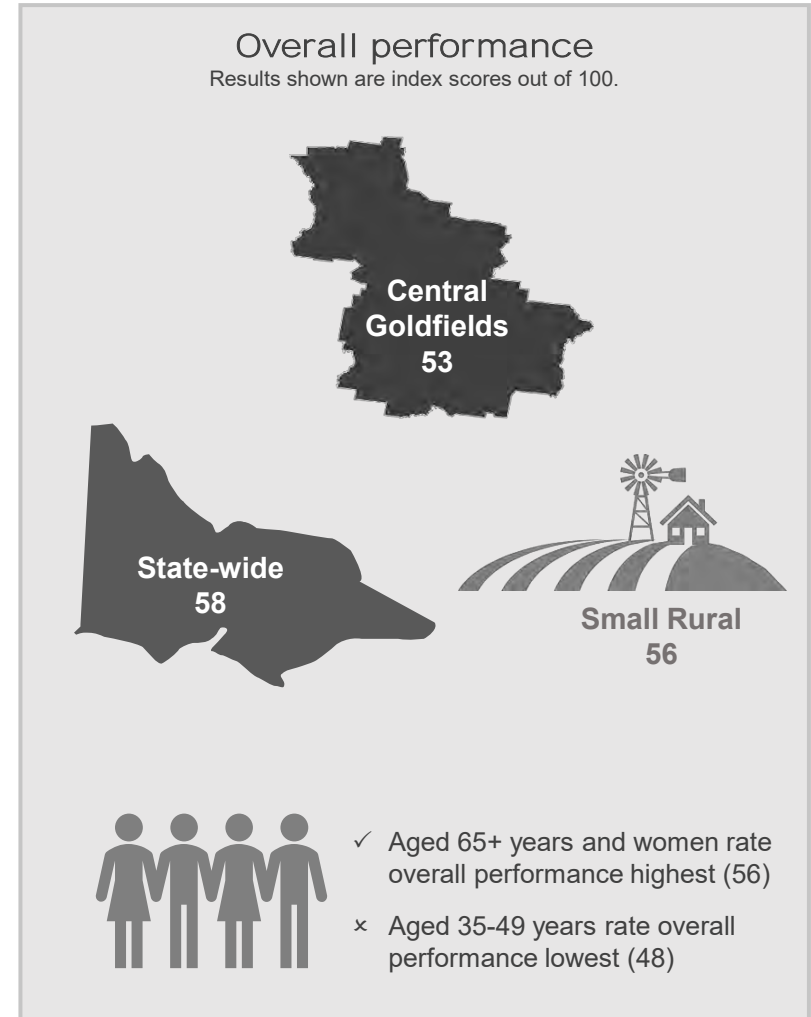 Overall performance
Results shown are index scores out of 100.
Central
Goldfields
53
State-wide
58
Small Rural
56
✓ Aged 65+ years and women rate
overall performance highest (56)
× Aged 35-49 years rate overall
performance lowest (48)